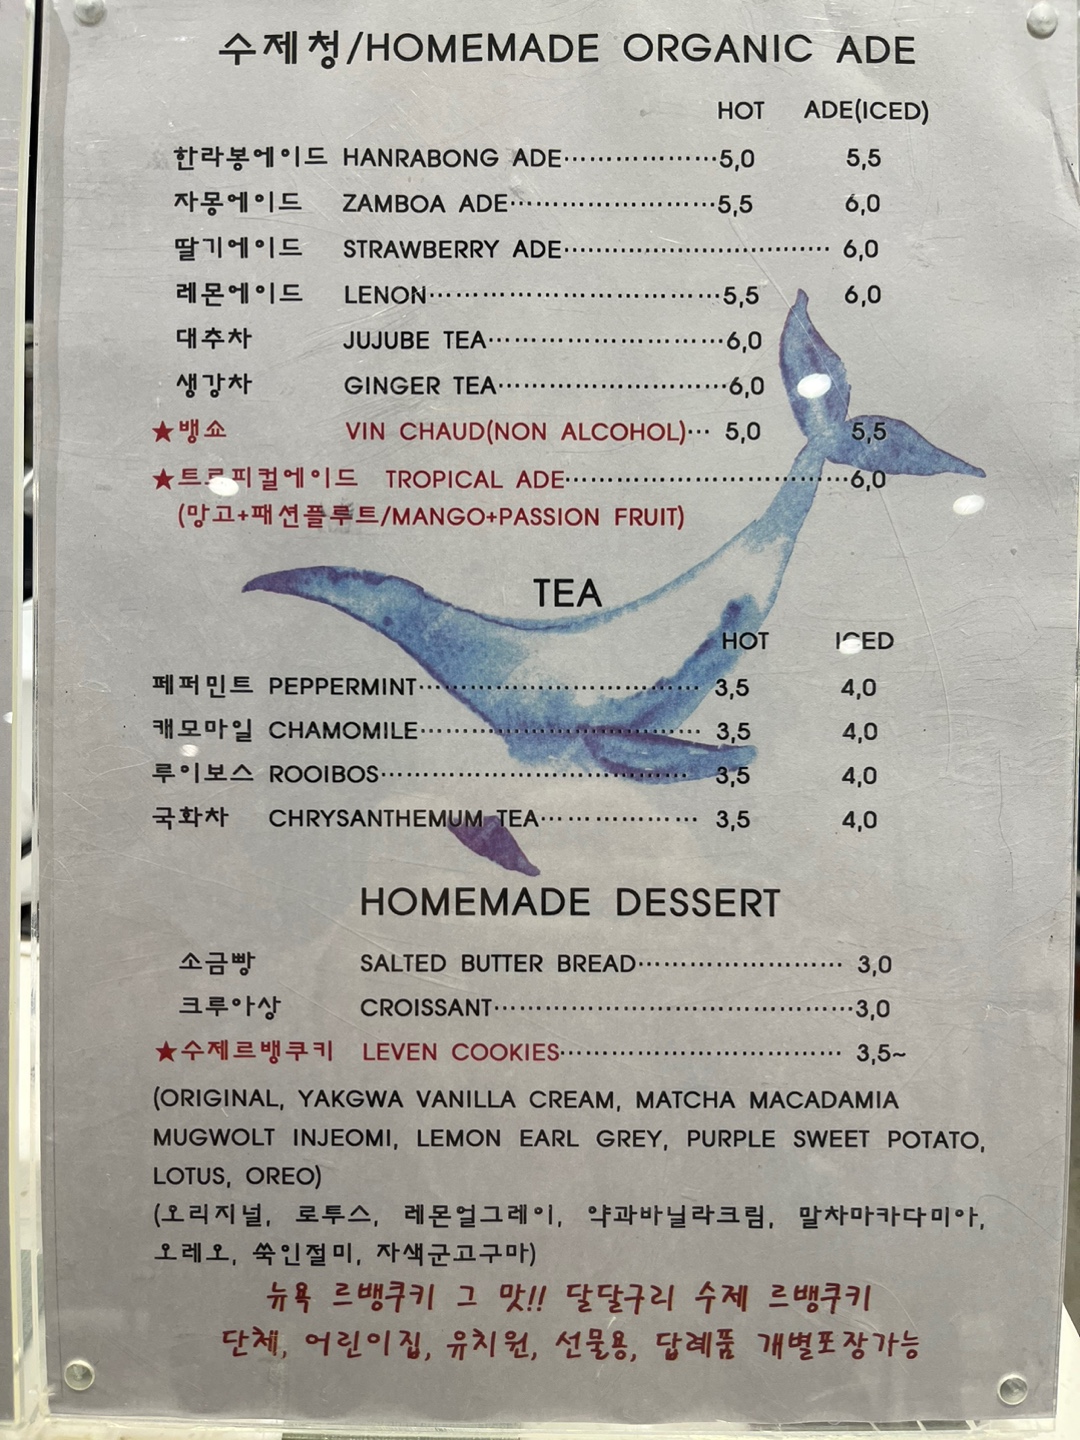 수제청/HOMEMADE ORGANIC ADE
HOT ADE(ICED)
한라봉에이드 HANRABONG ADE··················5,0 5,5
자몽에이드 ZAMBOA ADE··················5,5 6,0
딸기에이드 STRAWBERRY ADE······························ 6,0
레몬에이드 LENON··························5,5 6,0
대추차 JUJUBE TEA························6,0
생강차 GINGER TEA························6,0
★뱅쇼 VIN CHAUD(NON ALCOHOL)··· 5,0 5,5
★트로피컬에이드 TROPICAL ADE······························6,0
(망고+패션플루트/MANGO+PASSION FRUIT)
TEA
HOT ICED
페퍼민트 PEPPERMINT······························ 3,5 4,0
캐모마일 CHAMOMILE······························ 3,5 4,0
루이보스 ROOIBOS······························ 3,5 4,0
국화차 CHRYSANTHEMUM TEA·················· 3,5 4,0
HOMEMADE DESSERT
소금빵 SALTED BUTTER BREAD························ 3,0
크루아상 CROISSANT··········································3,0
★수제르뱅쿠키 LEVEN COOKIES································· 3,5~
(ORIGINAL, YAKGWA VANILLA CREAM, MATCHA MACADAMIA
MUGWOLT INJEOMI, LEMON EARL GREY, PURPLE SWEET POTATO,
LOTUS, OREO)
(오리지널, 로투스, 레몬얼그레이, 약과바닐라크림, 말차마카다미아,
오레오, 쑥인절미, 자색군고구마)
뉴욕 르뱅쿠키 그 맛!! 달달구리 수제 르뱅쿠키
단체, 어린이집, 유치원, 선물용, 답례품 개별포장가능